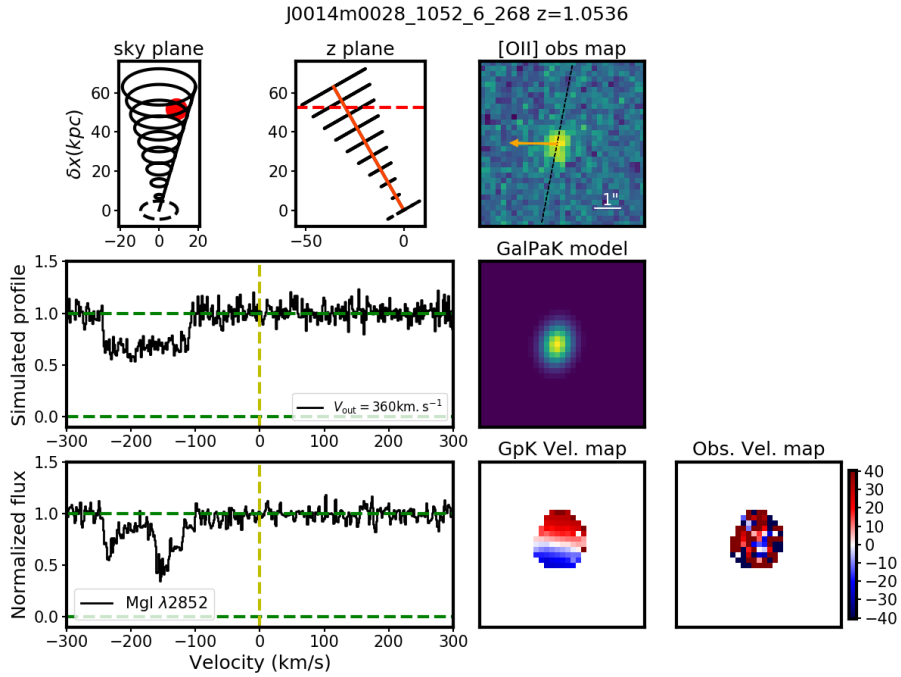 J0014m0028_1052_6_268 z=1.0536
sky plane
z plane
[OII] obs map
δx(kpc)
60
40
20
0
−20 0 20
60
40
20
0
−50 0
1"
GalPaK model
Simulated profile
1.5
1.0
0.5
0.0
V_out = 360km.s⁻¹
−300 −200 −100 0 100 200 300
GpK Vel. map
Obs. Vel. map
Normalized flux
1.5
1.0
0.5
0.0
MgI λ2852
−300 −200 −100 0 100 200 300
Velocity (km/s)
40
30
20
10
0
−10
−20
−30
−40